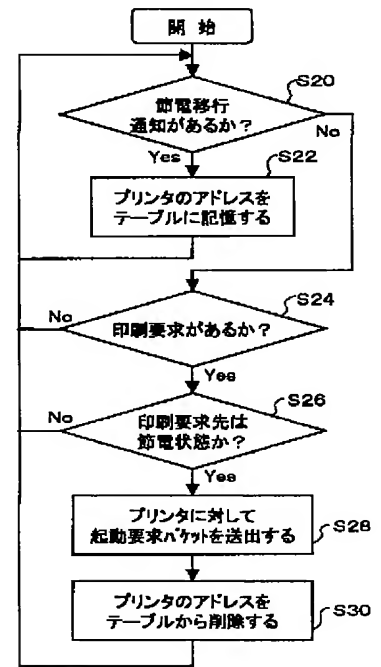 開 始
S20
節電移行
通知があるか?
No
Yes
S22
プリンタのアドレスを
テーブルに記憶する
S24
No
印刷要求があるか?
Yes
S26
No
印刷要求先は
節電状態か?
Yes
プリンタに対して
起動要求パケットを送出する
S28
プリンタのアドレスを
テーブルから削除する
S30